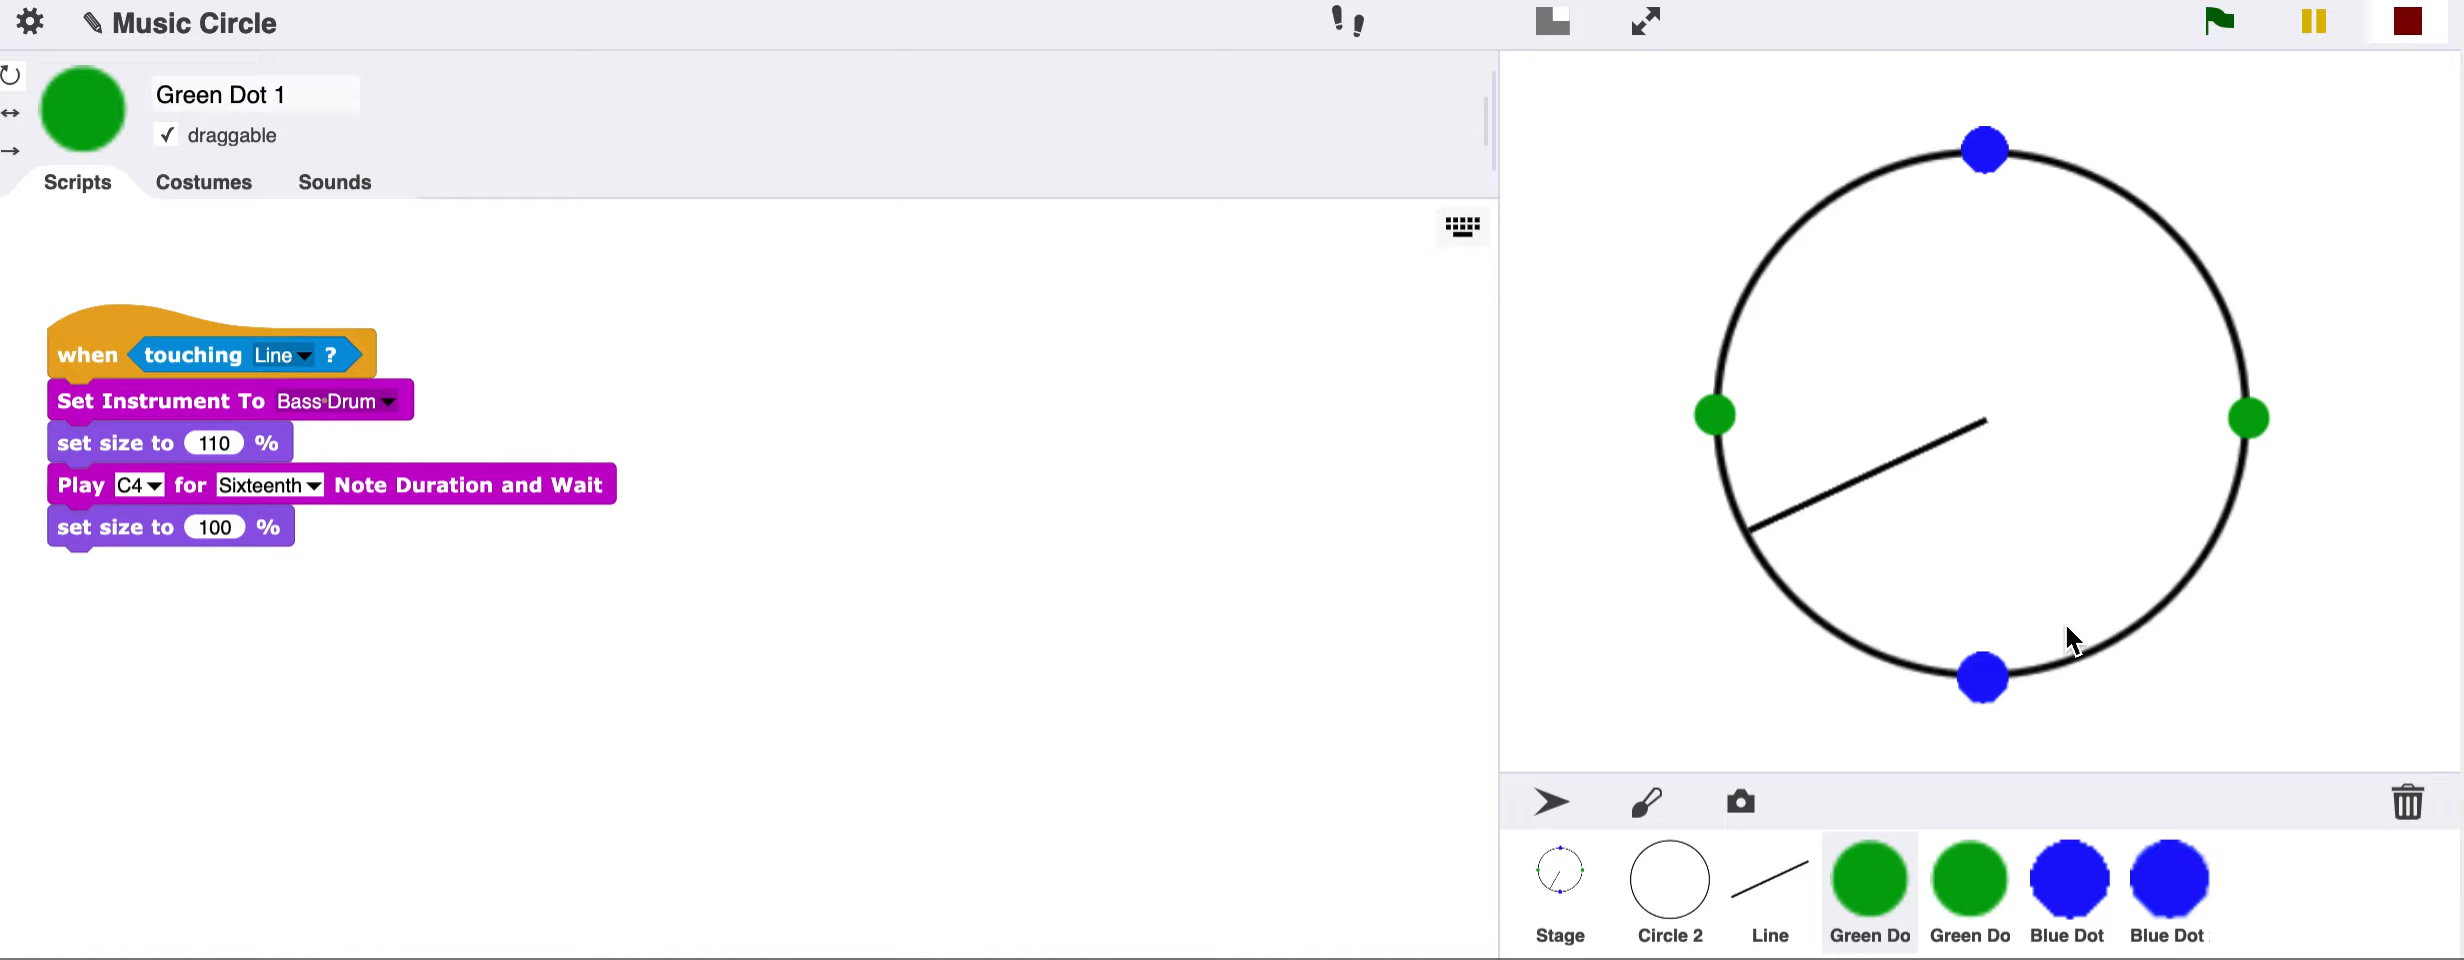 Music Circle
Green Dot 1
draggable
Scripts Costumes Sounds
when touching Line ?
Set Instrument To Bass Drum
set size to 110 %
Play C4 for Sixteenth Note Duration and Wait
set size to 100 %
Stage Circle 2 Line Green Do Green Do Blue Dot Blue Dot